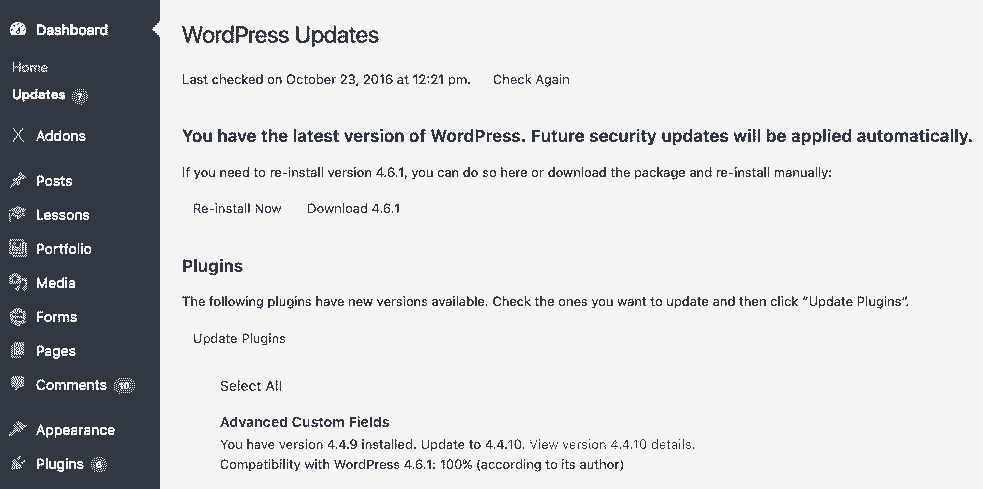 Dashboard
Home
Updates 7
Addons
Posts
Lessons
Portfolio
Media
Forms
Pages
Comments 10
Appearance
Plugins 6
WordPress Updates
Last checked on October 23, 2016 at 12:21 pm. Check Again
You have the latest version of WordPress. Future security updates will be applied automatically.
If you need to re-install version 4.6.1, you can do so here or download the package and re-install manually:
Re-install Now Download 4.6.1
Plugins
The following plugins have new versions available. Check the ones you want to update and then click “Update Plugins”.
Update Plugins
Select All
Advanced Custom Fields
You have version 4.4.9 installed. Update to 4.4.10. View version 4.4.10 details.
Compatibility with WordPress 4.6.1: 100% (according to its author)